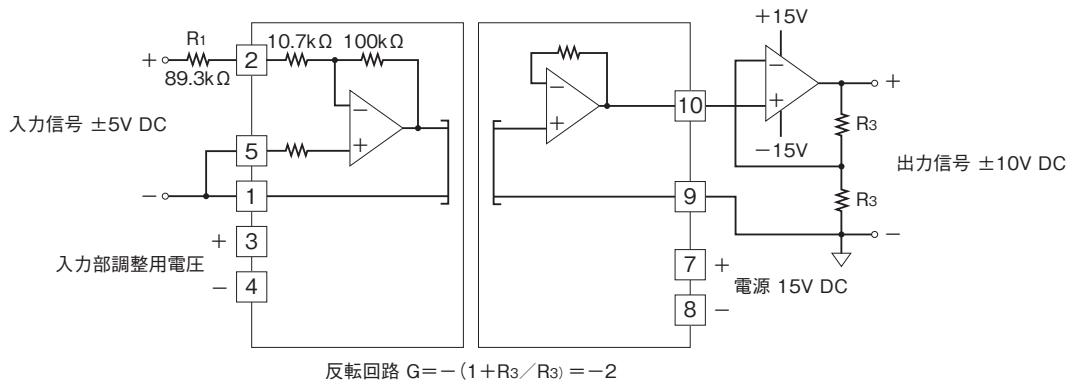 +15V
R1
2
10.7kΩ
100kΩ
+
89.3kΩ
−
+
−
+
10
−
+
+
−15V
R3
入力信号 ±5V DC
5
出力信号 ±10V DC
−
1
9
R3
−
+
3
入力部調整用電圧
−
4
7
+
電源 15V DC
8
−
反転回路 G=−(1+R3/R3)=−2